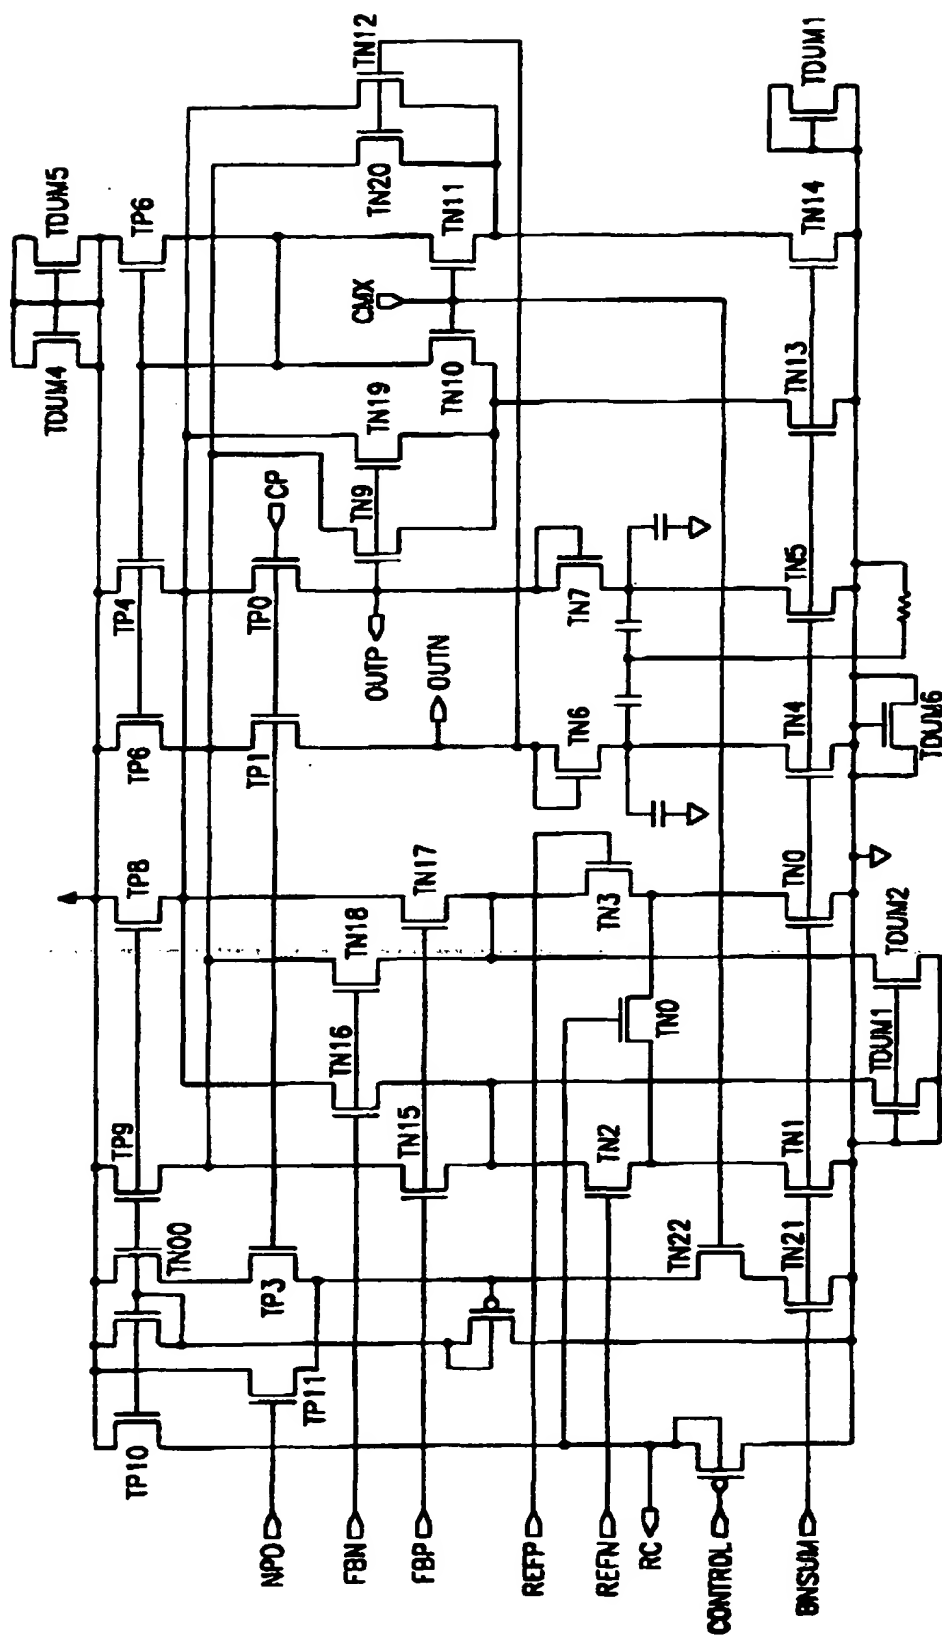 TDUM4
TDUM5
TP10
TP9
TP8
TP6
TP4
TP6
TN00
NPO
TP11
TP3
TP1
TP0
CP
FBN
TN16
TN18
OUTP
TN9
TN19
CMX
TN20
TN12
FBP
TN15
TN17
OUTN
TN10
TN11
REFP
REFN
TN2
TN3
TN6
TN7
RC
TN0
CONTROL
TN22
BNSUM
TN21
TN1
TN0
TN4
TN5
TN13
TN14
TDUM1
TDUM1
TDUM2
TDUM6